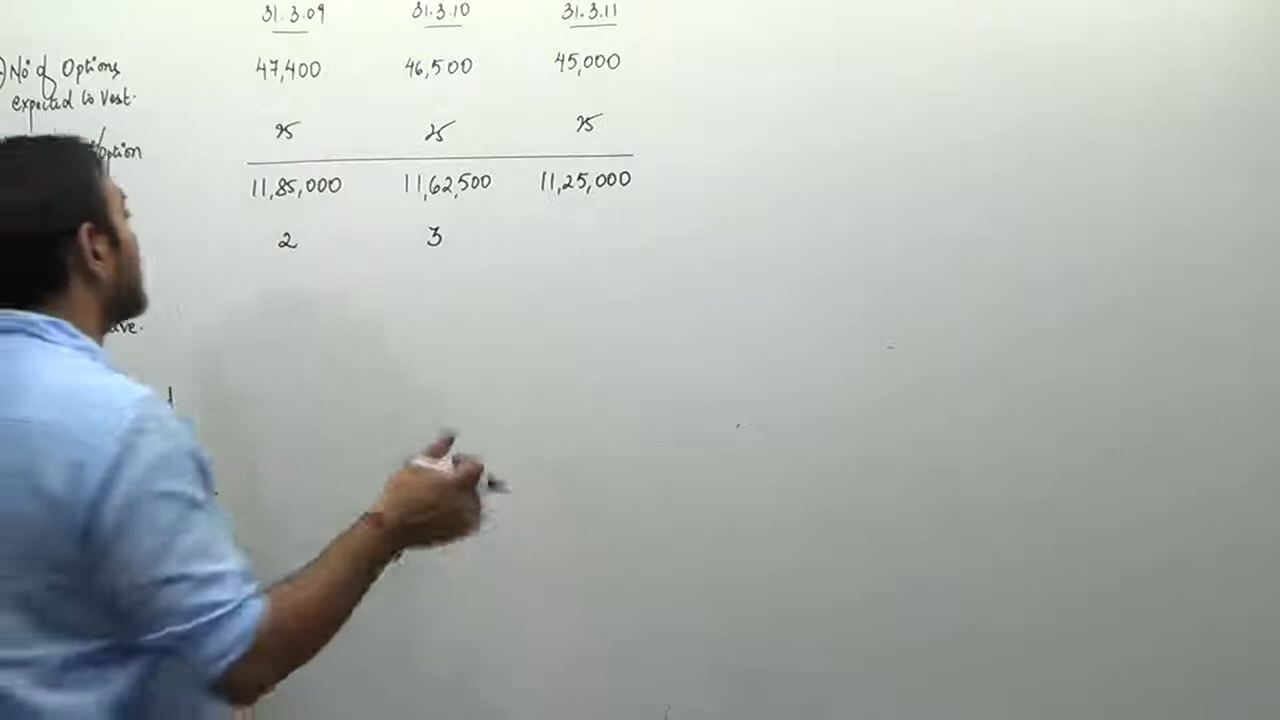 31.3.09 31.3.10 31.3.11
No of Options 47,400 46,500 45,000
expected to Vest.
25 25 25
Option
11,85,000 11,62,500 11,25,000
2 3